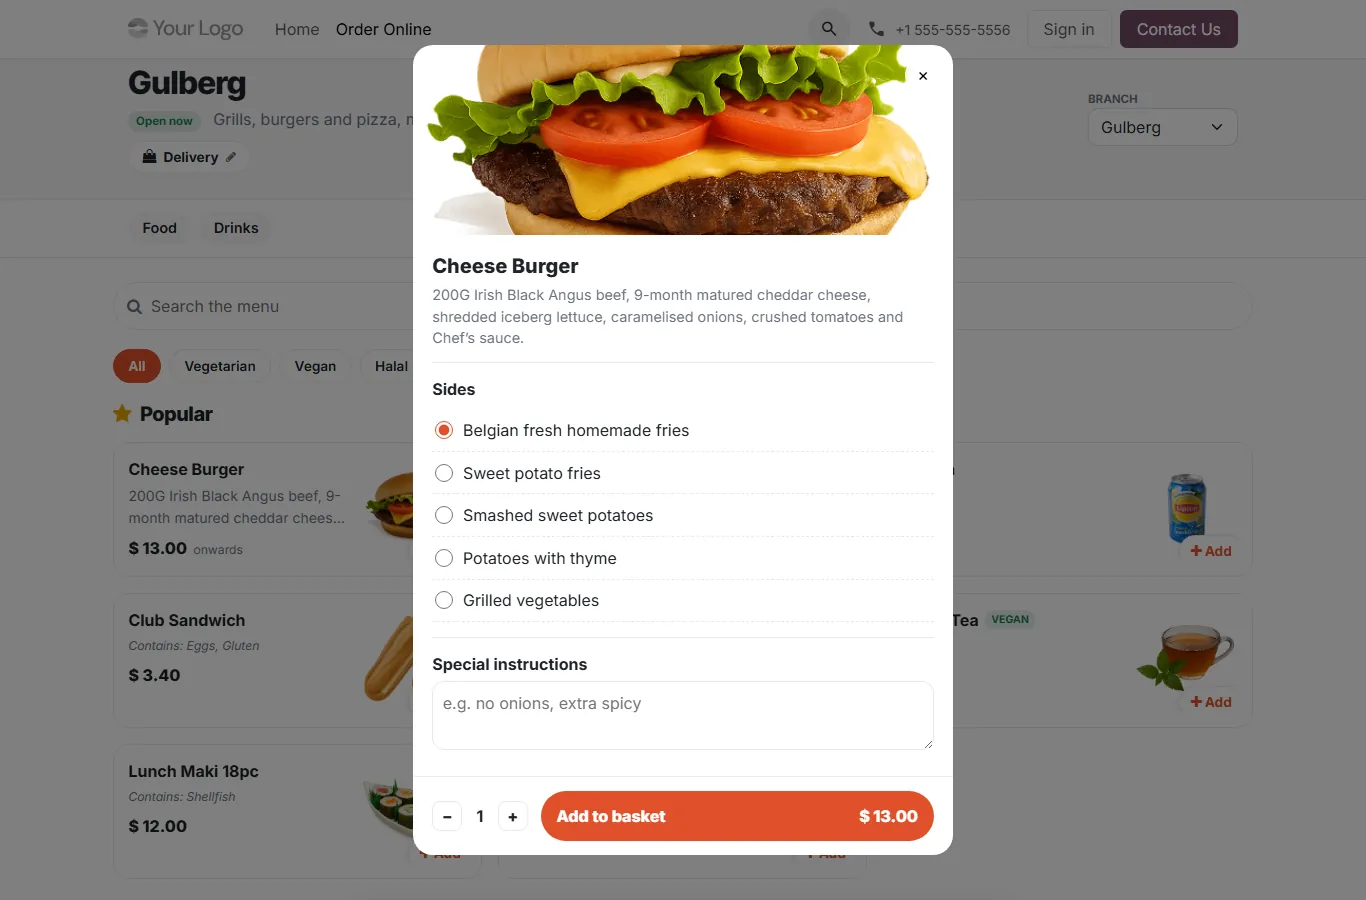 Your Logo
Home
Order Online
+1 555-555-5556
Sign in
Contact Us
Gulberg
Open now
Grills, burgers and pizza,
Delivery
BRANCH
Gulberg
Food
Drinks
Search the menu
All
Vegetarian
Vegan
Halal
Popular
Cheese Burger
200G Irish Black Angus beef, 9-
month matured cheddar chees...
$ 13.00 onwards
Club Sandwich
Contains: Eggs, Gluten
$ 3.40
Lunch Maki 18pc
Contains: Shellfish
$ 12.00
+ Add
+ Add
+ Add
Tea VEGAN
+ Add
Cheese Burger
200G Irish Black Angus beef, 9-month matured cheddar cheese,
shredded iceberg lettuce, caramelised onions, crushed tomatoes and
Chef’s sauce.
Sides
Belgian fresh homemade fries
Sweet potato fries
Smashed sweet potatoes
Potatoes with thyme
Grilled vegetables
Special instructions
e.g. no onions, extra spicy
− 1 +
Add to basket $ 13.00